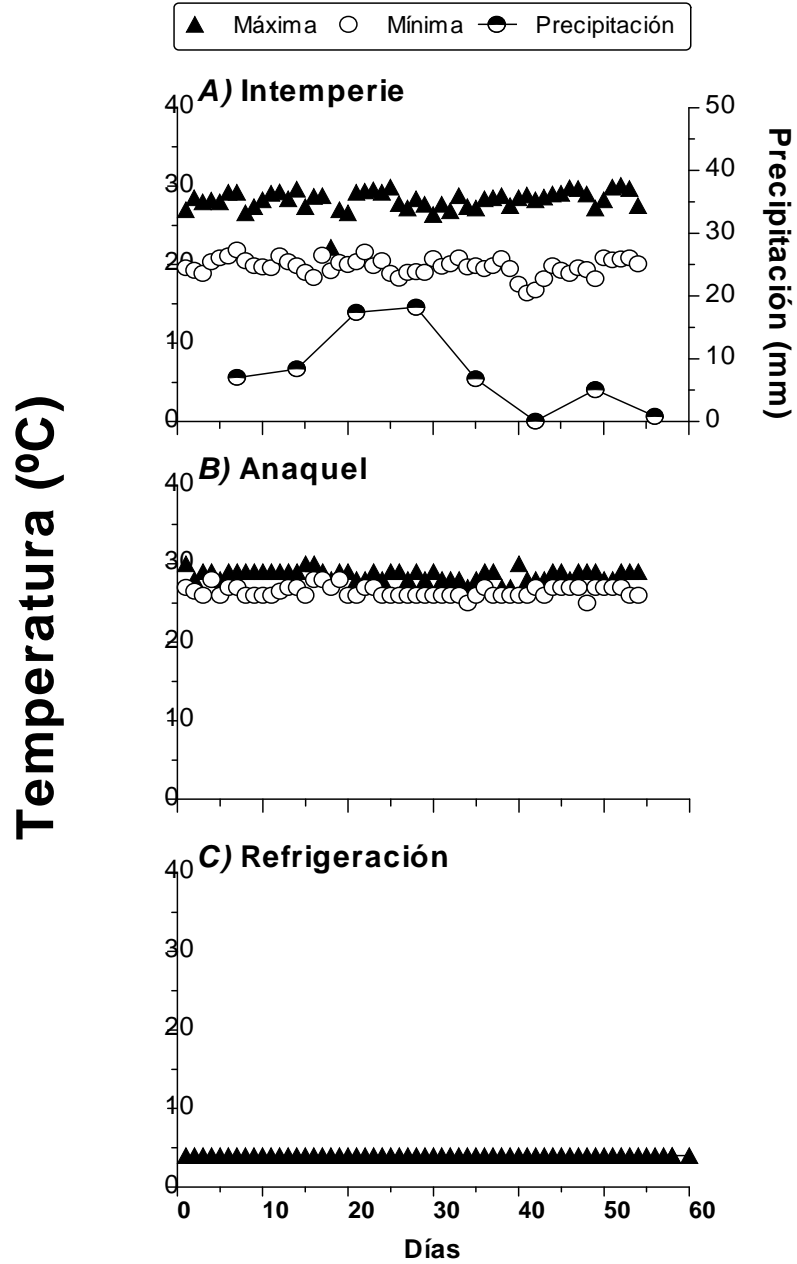 Máxima Mínima Precipitación
A) Intemperie
40
30
20
10
0
50
40
30
20
10
0
Precipitación (mm)
Temperatura (ºC)
B) Anaquel
40
30
20
10
0
C) Refrigeración
40
30
20
10
0
0 10 20 30 40 50 60
Días